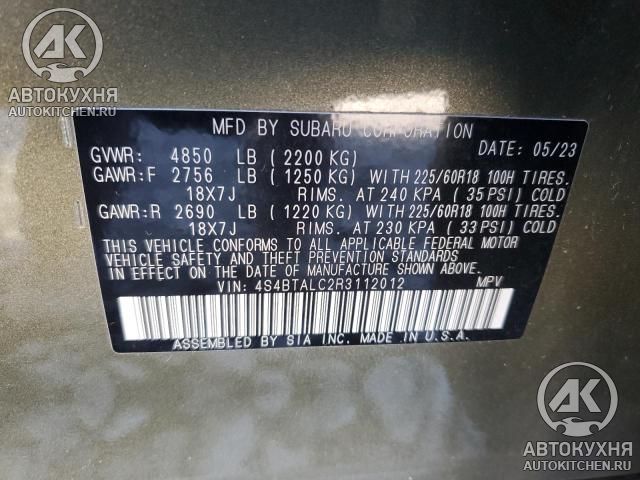 AK
АВТОКУХНЯ
AUTOKITCHEN.RU
MFD BY SUBARU CORPORATION
DATE: 05/23
GVWR: 4850 LB (2200 KG)
GAWR:F 2756 LB (1250 KG) WITH 225/60R18 100H TIRES.
18X7J RIMS. AT 240 KPA (35 PSI) COLD
GAWR:R 2690 LB (1220 KG) WITH 225/60R18 100H TIRES.
18X7J RIMS. AT 230 KPA (33 PSI) COLD
THIS VEHICLE CONFORMS TO ALL APPLICABLE FEDERAL MOTOR
VEHICLE SAFETY AND THEFT PREVENTION STANDARDS
IN EFFECT ON THE DATE OF MANUFACTURE SHOWN ABOVE.
VIN: 4S4BTALC2R3112012 MPV
ASSEMBLED BY SIA INC. MADE IN U.S.A.
AK
АВТОКУХНЯ
AUTOKITCHEN.RU